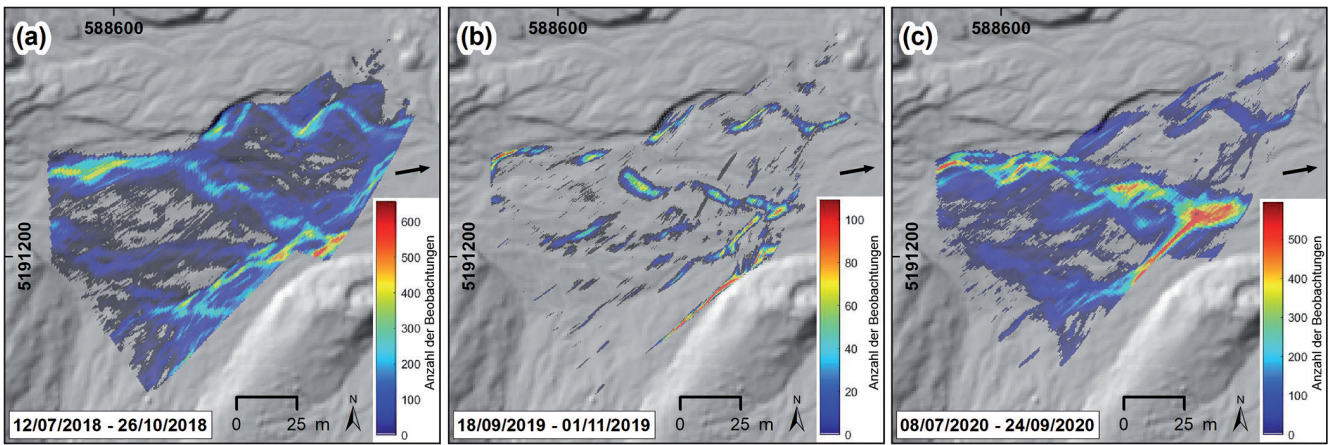 (a)
588600
5191200
600
500
400
300
200
100
0
Anzahl der Beobachtungen
12/07/2018 - 26/10/2018
0 25 m
N
(b)
588600
100
80
60
40
20
0
Anzahl der Beobachtungen
18/09/2019 - 01/11/2019
0 25 m
N
(c)
588600
5191200
500
400
300
200
100
0
Anzahl der Beobachtungen
08/07/2020 - 24/09/2020
0 25 m
N